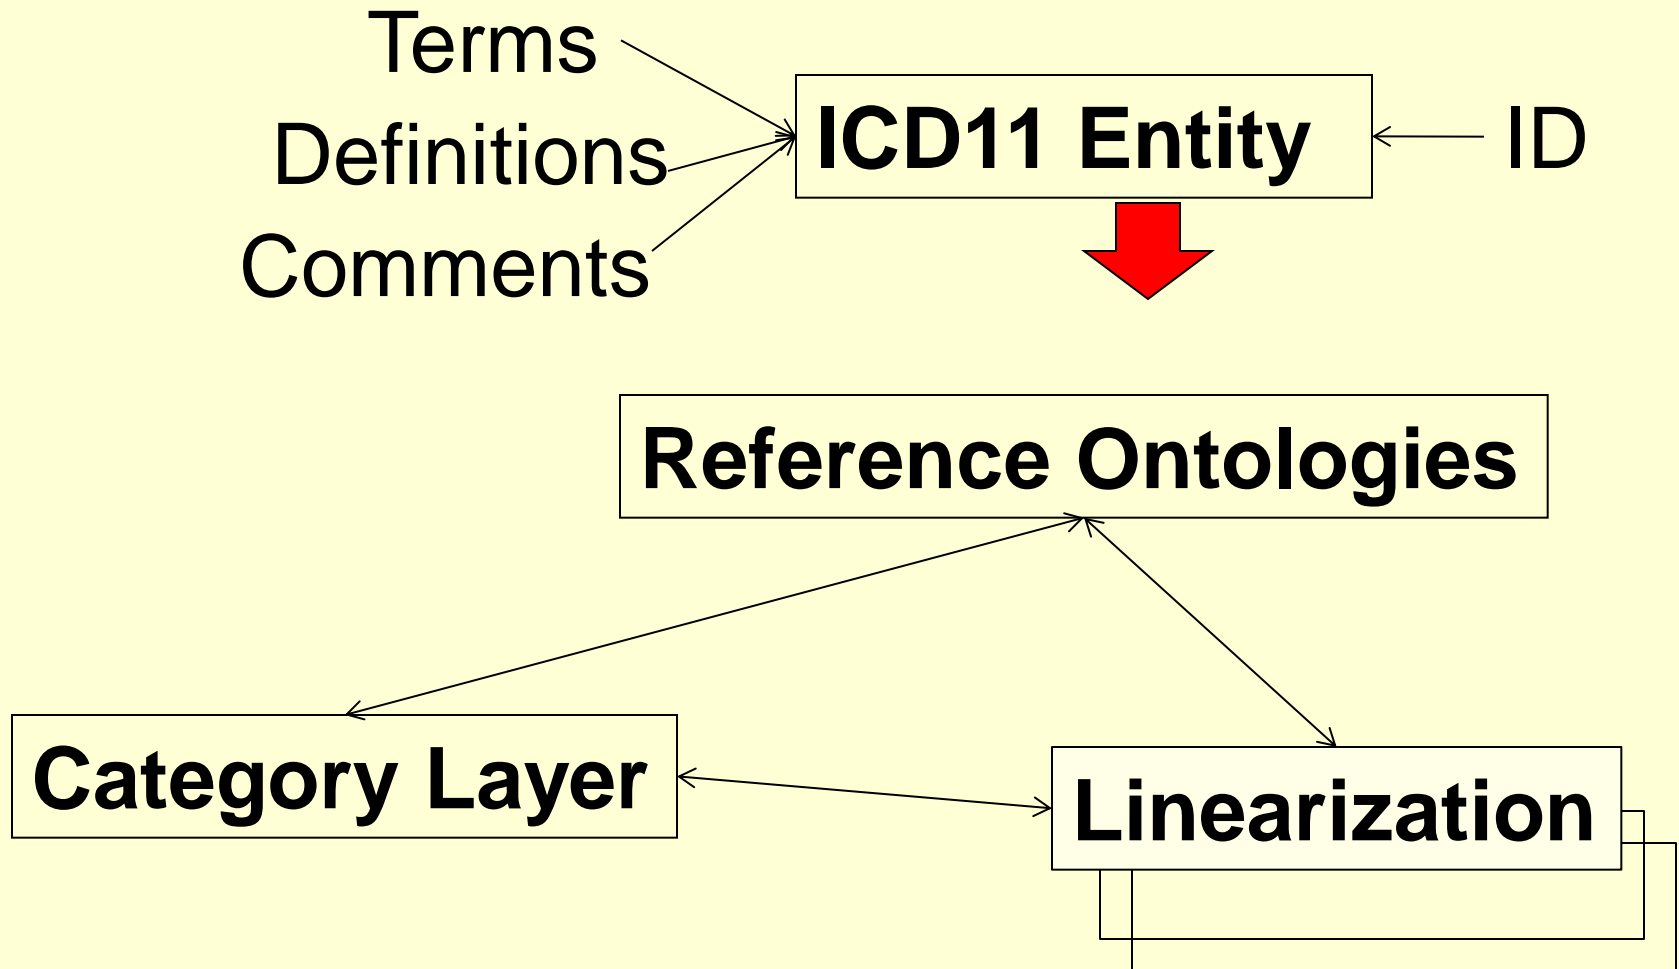 Terms
ICD11 Entity
ID
Definitions
Comments
Reference Ontologies
Category Layer
Linearization